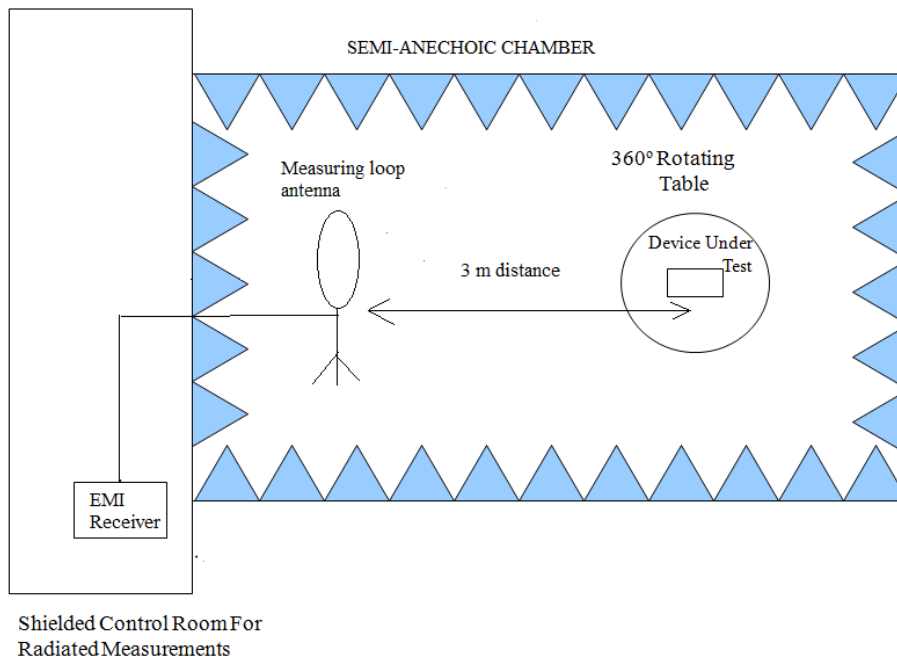 SEMI-ANECHOIC CHAMBER
Measuring loop
antenna
360º Rotating
Table
Device Under
Test
3 m distance
EMI
Receiver
Shielded Control Room For
Radiated Measurements